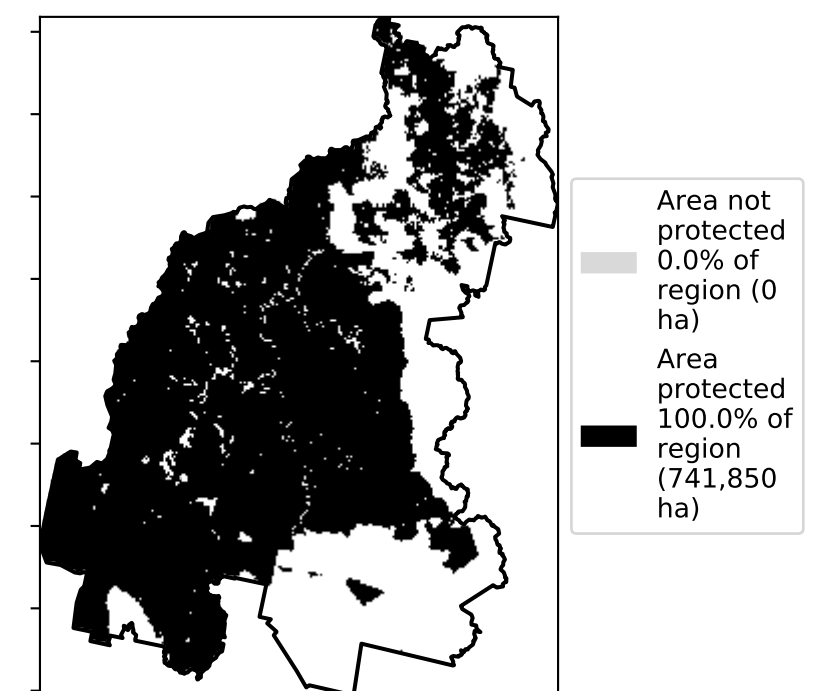 Area not
protected
0.0% of
region (0
ha)
Area
protected
100.0% of
region
(741,850
ha)